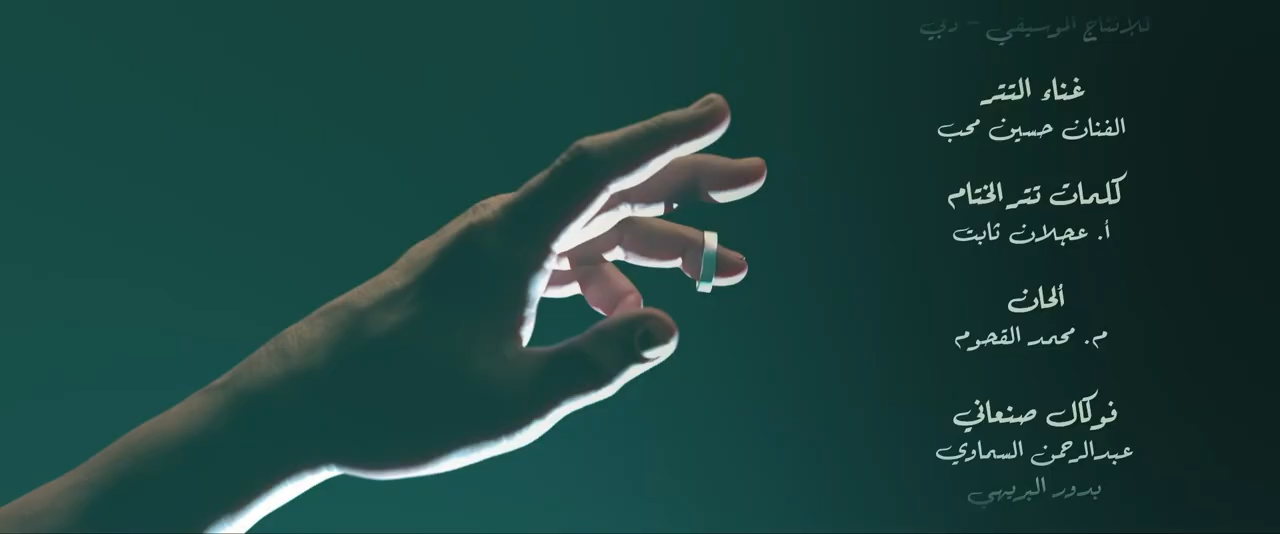 للإنتاج الموسيقي - دبي
غناء التتر
الفنان حسين محب
كلمات تتر الختام
أ. عجلان ثابت
ألحان
م. محمد القحوم
فوكال صنعاني
عبدالرحمن السماوي
بدور البريهي